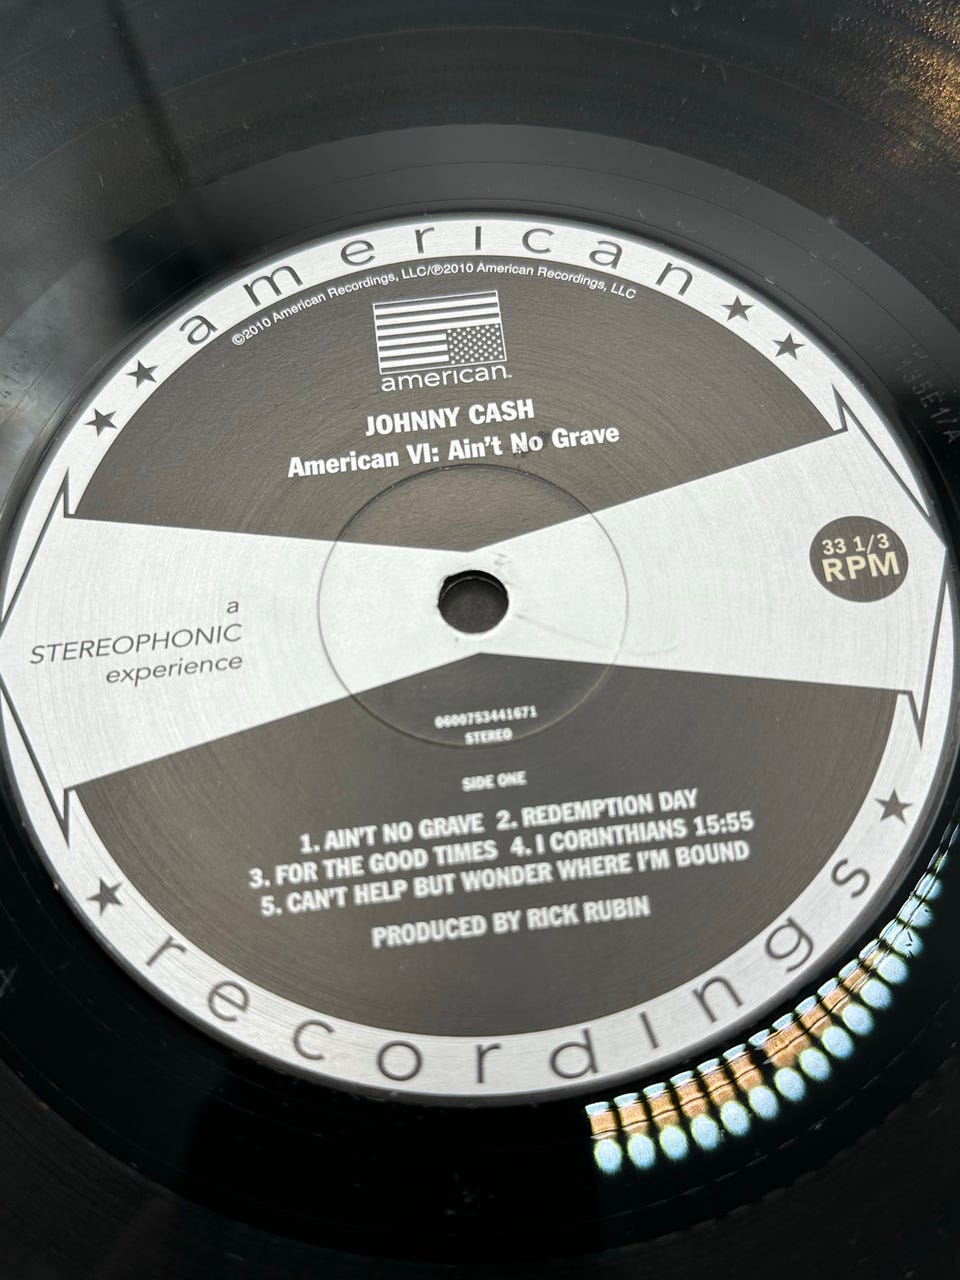 american
©2010 American Recordings, LLC/℗2010 American Recordings, LLC
american
JOHNNY CASH
American VI: Ain't No Grave
33 1/3
RPM
a
STEREOPHONIC
experience
0600753441671
STEREO
SIDE ONE
1. AIN'T NO GRAVE 2. REDEMPTION DAY
3. FOR THE GOOD TIMES 4. I CORINTHIANS 15:55
5. CAN'T HELP BUT WONDER WHERE I'M BOUND
PRODUCED BY RICK RUBIN
recordings